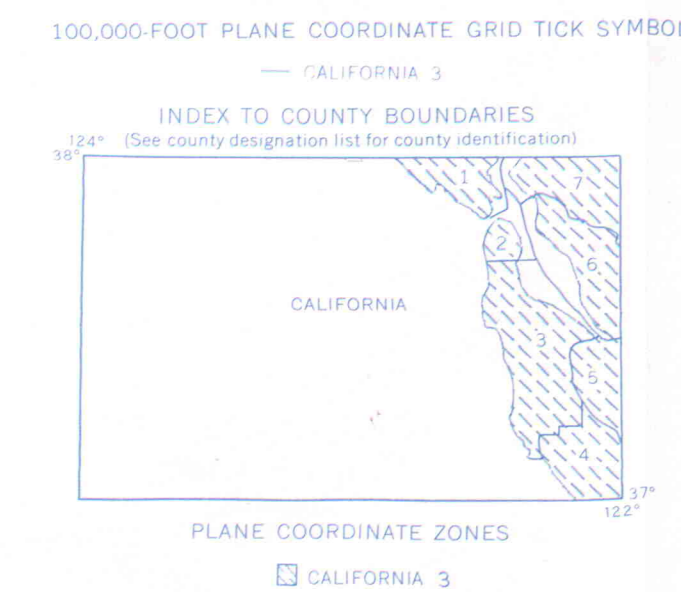 100,000-FOOT PLANE COORDINATE GRID TICK SYMBOL
CALIFORNIA 3
INDEX TO COUNTY BOUNDARIES
124° (See county designation list for county identification)
38°
1
7
2
6
CALIFORNIA
3
5
4
37°
122°
PLANE COORDINATE ZONES
CALIFORNIA 3